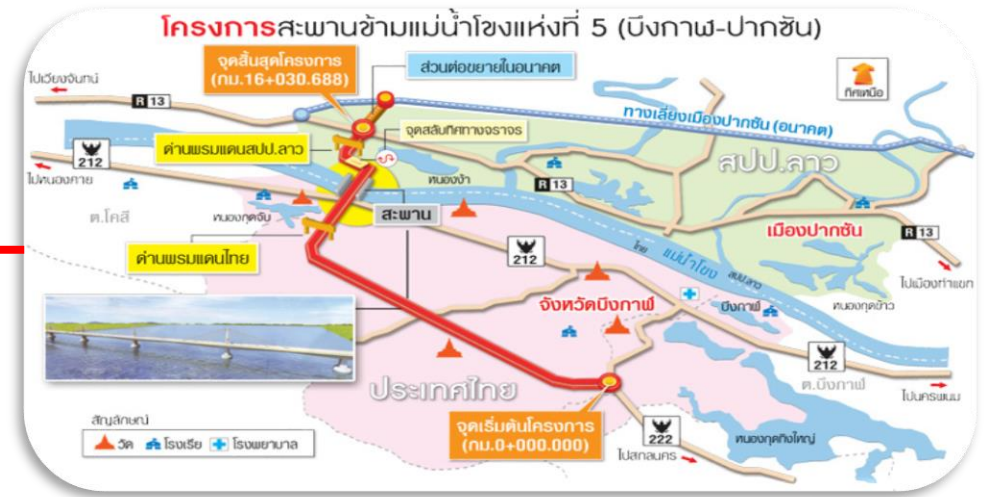 โครงการสะพานข้ามแม่น้ำโขงแห่งที่ 5 (บึงกาฬ-ปากซัน)
จุดสิ้นสุดโครงการ
(กม.16+030.688)
ส่วนต่อขยายในอนาคต
ทิศเหนือ
ไปเวียงจันทน์
R 13
ทางเลี่ยงเมืองปากซัน (อนาคต)
จุดสลับทิศทางจราจร
ด่านพรมแดนสปป.ลาว
212
สปป.ลาว
ไปหนองคาย
หนองง้า
R 13
ต.โคสี
หนองกุดจับ
สะพาน
เมืองปากซัน
R 13
ด่านพรมแดนไทย
212
ไทย
แม่น้ำโขง
สปป.ลาว
ไปเมืองท่าแขก
จังหวัดบึงกาฬ
บึงกาฬ
หนองกุดข้าว
212
ต.บึงกาฬ
ประเทศไทย
ไปนครพนม
สัญลักษณ์
วัด
โรงเรีย
โรงพยาบาล
จุดเริ่มต้นโครงการ
(กม.0+000.000)
222
ไปสกลนคร
หนองกุดทิงใหญ่